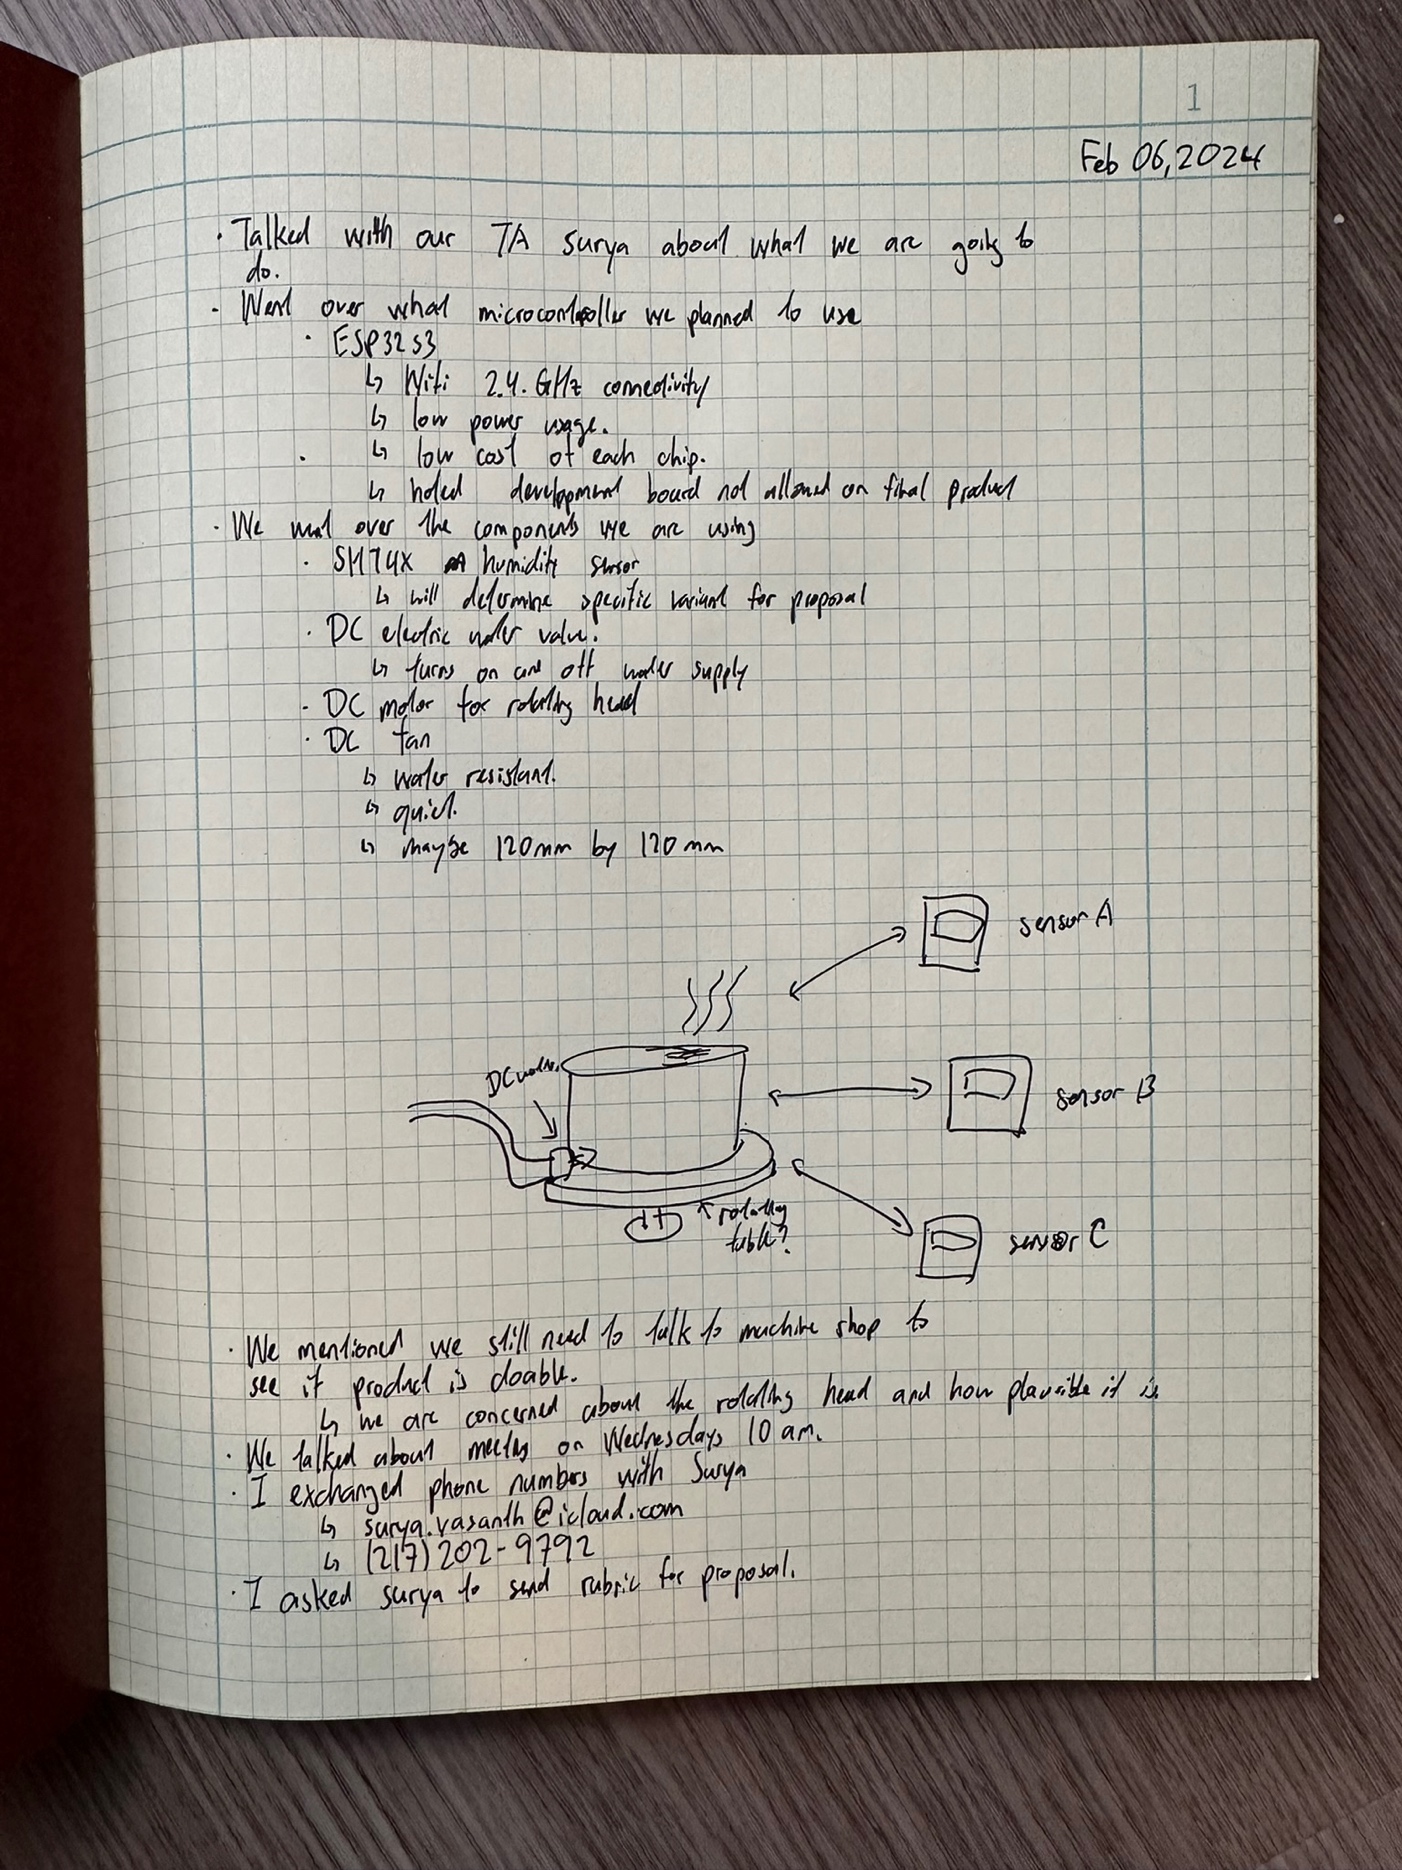 1
Feb 06, 2024
· Talked with our TA surya about what we are going to
do.
· Went over what microcontroller we planned to use
· ESP32 S3
↳ Wifi 2.4. GHz connectivity
↳ low power usage.
· ↳ low cost of each chip.
↳ noted development board not allowed on final product
· We went over the components we are using
· SHT4X humidity sensor
↳ will determine specific variant for proposal
· DC electric water valve.
↳ turns on and off water supply
· DC motor for rotating head
· DC fan
↳ water resistant.
↳ quiet.
↳ maybe 120mm by 120mm
sensor A
DC valve.
sensor B
↑ rotating
table?
sensor C
· We mentioned we still need to talk to machine shop to
see if product is doable.
↳ we are concerned about the rotating head and how plausible it is
· We talked about meeting on Wednesdays 10 am.
· I exchanged phone numbers with Surya
↳ surya.vasanth@icloud.com
↳ (217) 202-9792
· I asked surya to send rubric for proposal.